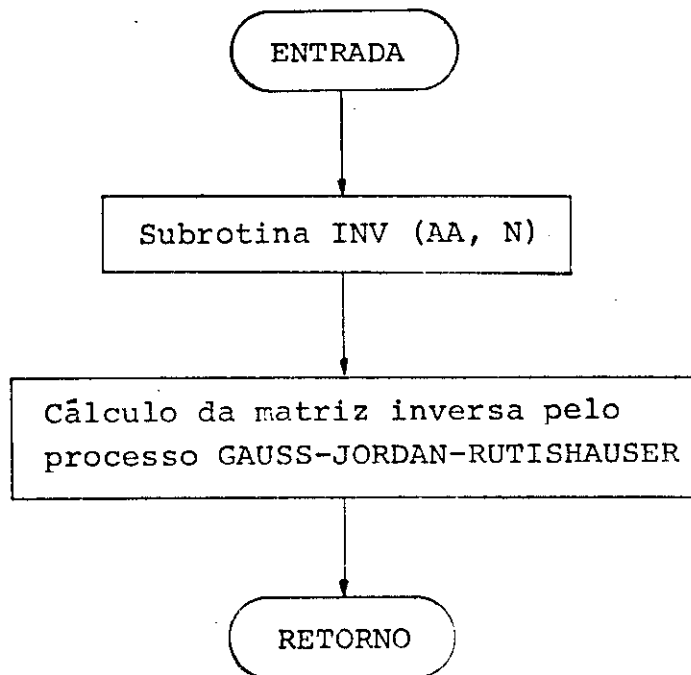 ENTRADA
Subrotina INV (AA, N)
Cálculo da matriz inversa pelo
processo GAUSS-JORDAN-RUTISHAUSER
RETORNO